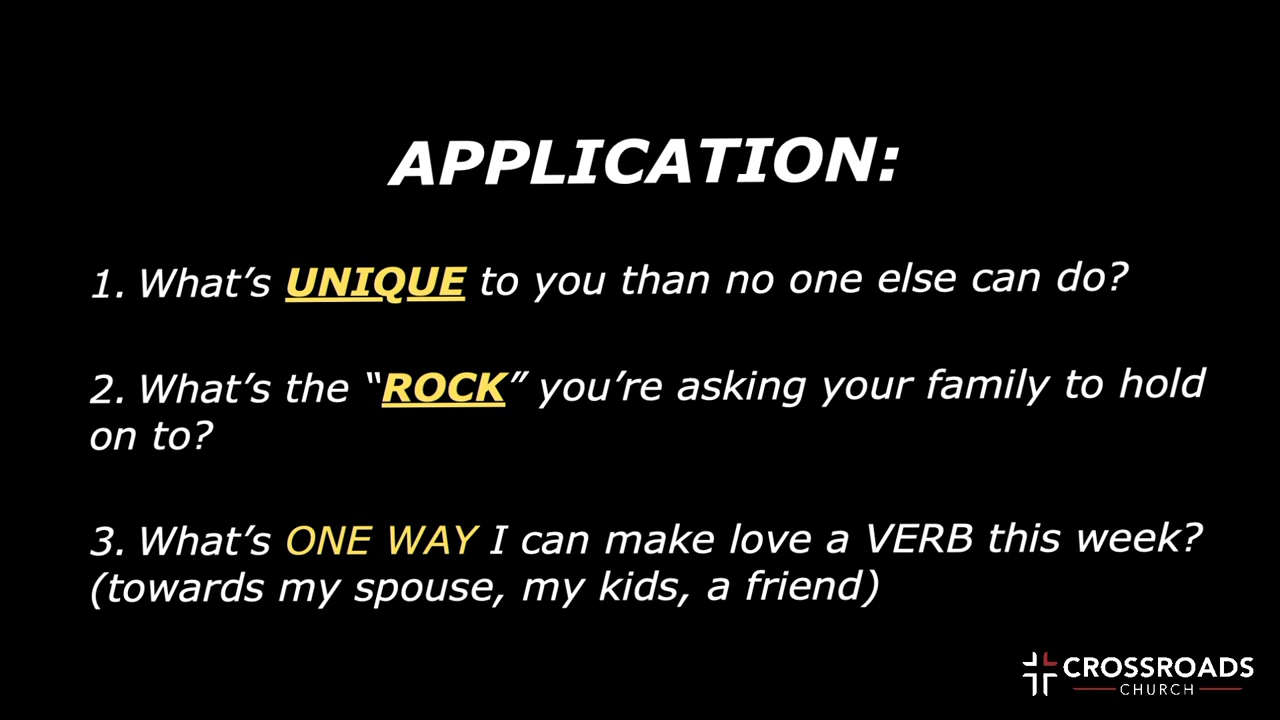 APPLICATION:
1. What’s UNIQUE to you than no one else can do?
2. What’s the “ROCK” you’re asking your family to hold
on to?
3. What’s ONE WAY I can make love a VERB this week?
(towards my spouse, my kids, a friend)
CROSSROADS
CHURCH